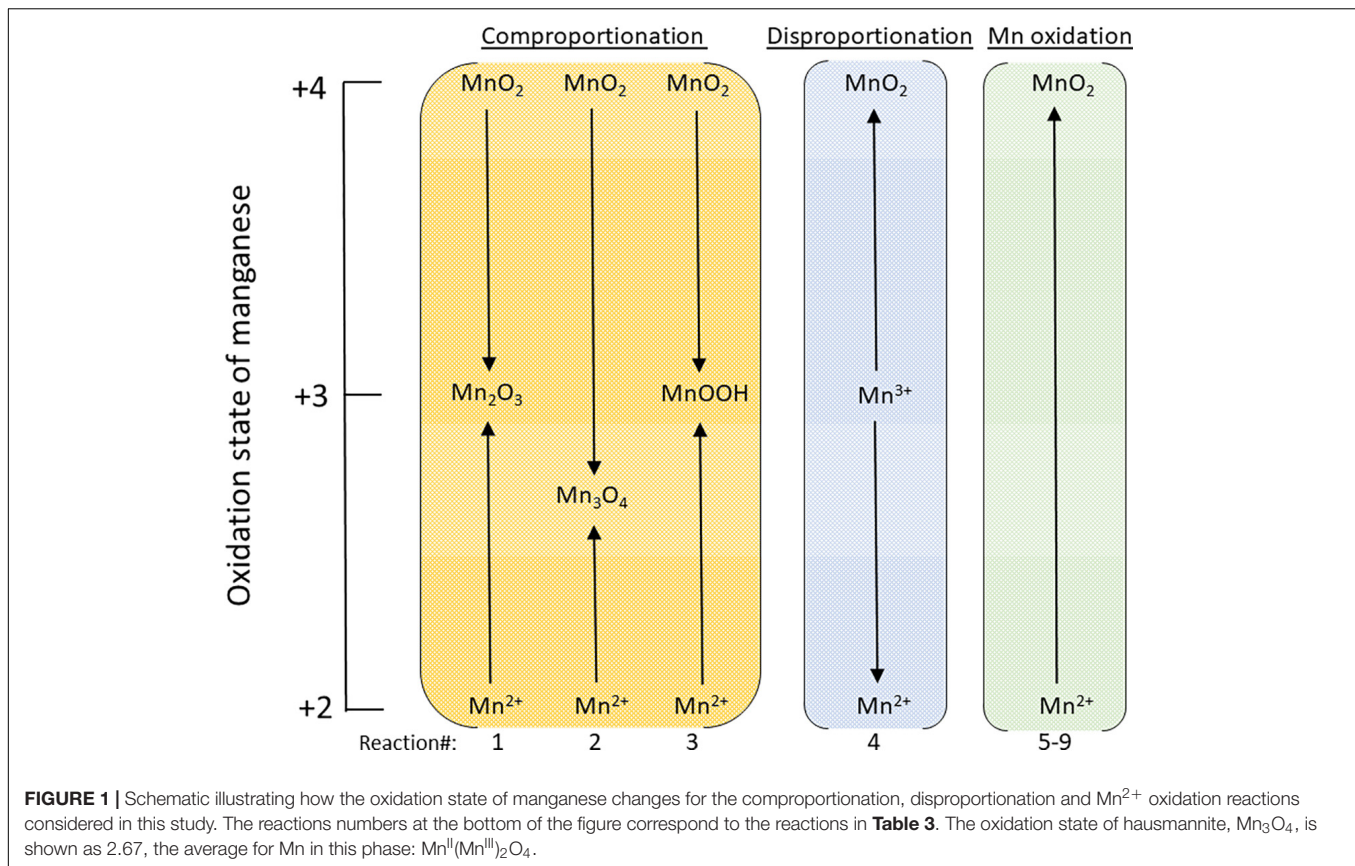 Comproportionation Disproportionation Mn oxidation
+4 MnO₂ MnO₂ MnO₂ MnO₂ MnO₂
Oxidation state of manganese
+3 Mn₂O₃ MnOOH Mn³⁺
Mn₃O₄
+2 Mn²⁺ Mn²⁺ Mn²⁺ Mn²⁺ Mn²⁺
Reaction#: 1 2 3 4 5-9
FIGURE 1 | Schematic illustrating how the oxidation state of manganese changes for the comproportionation, disproportionation and Mn²⁺ oxidation reactions
considered in this study. The reactions numbers at the bottom of the figure correspond to the reactions in Table 3. The oxidation state of hausmannite, Mn₃O₄, is
shown as 2.67, the average for Mn in this phase: Mnᴵᴵ(Mnᴵᴵᴵ)₂O₄.